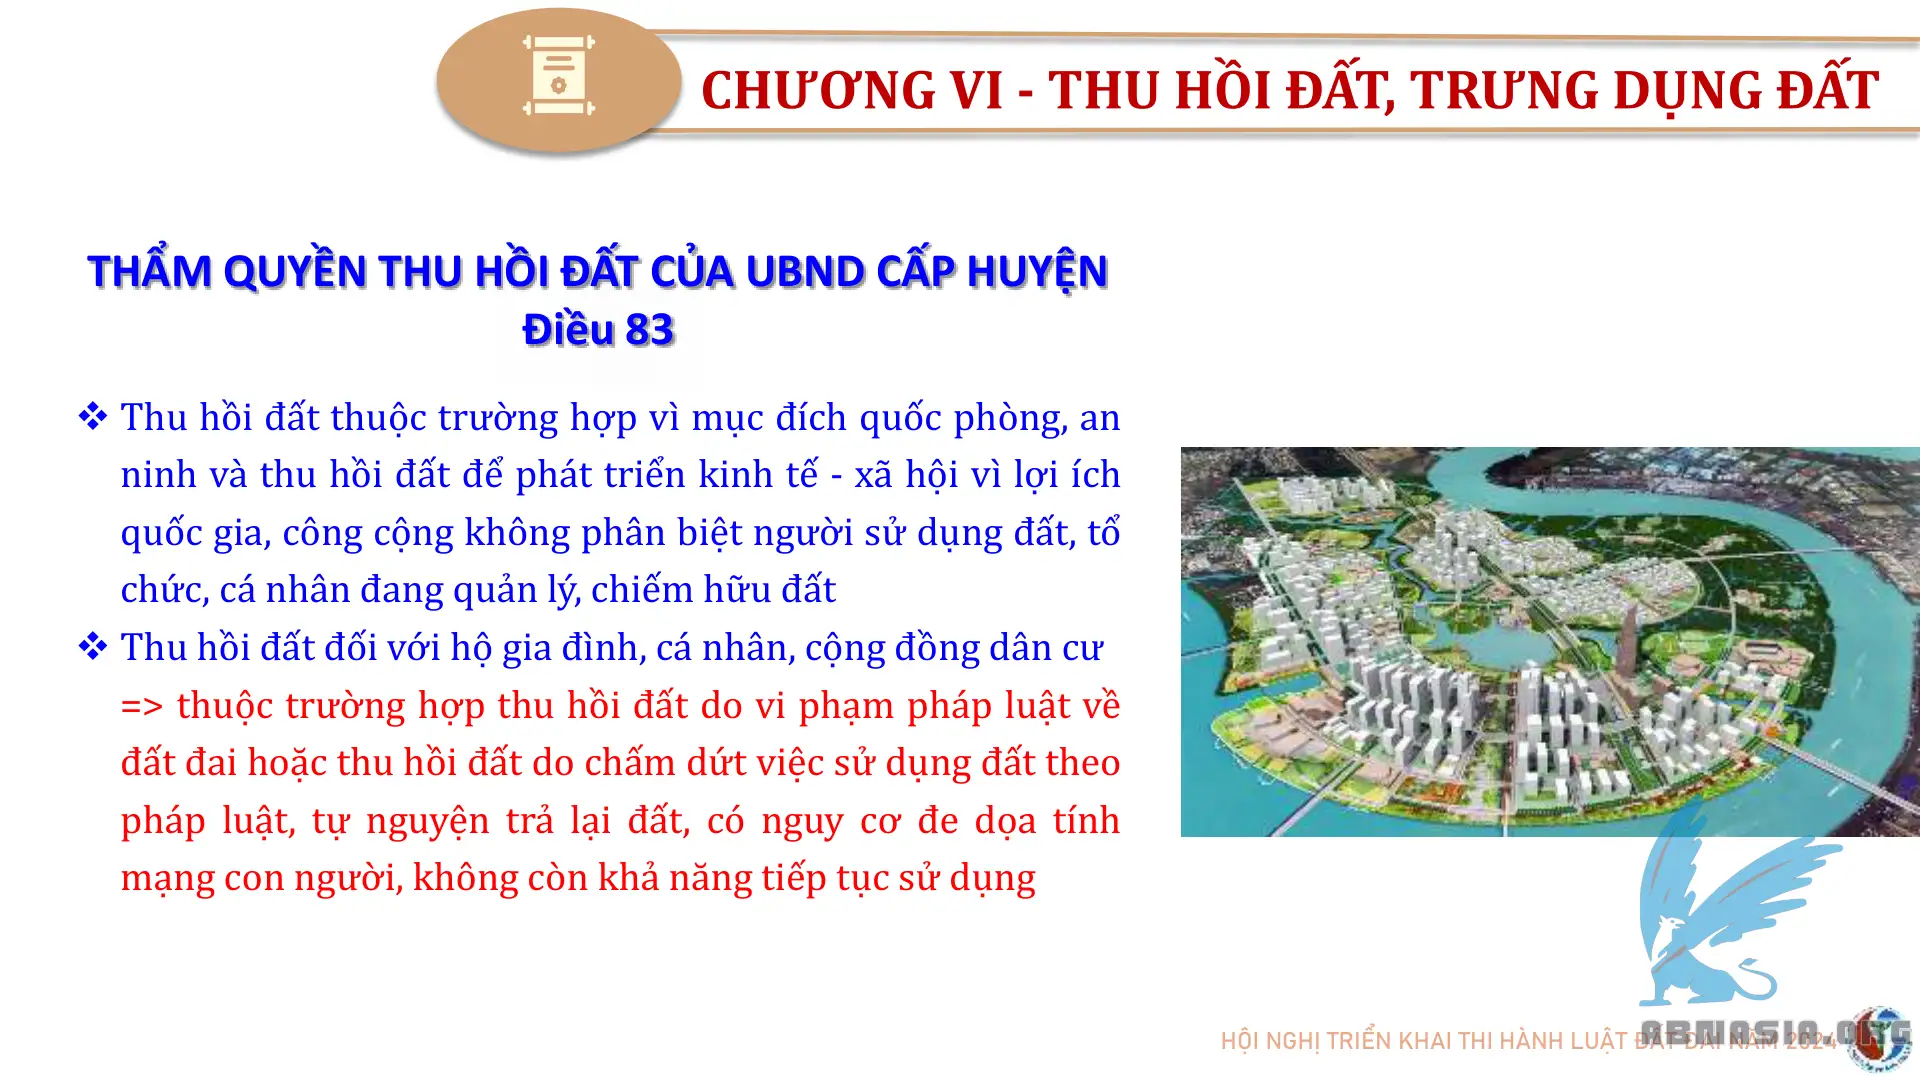 CHƯƠNG VI - THU HỒI ĐẤT, TRƯNG DỤNG ĐẤT
THẨM QUYỀN THU HỒI ĐẤT CỦA UBND CẤP HUYỆN
Điều 83
❖ Thu hồi đất thuộc trường hợp vì mục đích quốc phòng, an
ninh và thu hồi đất để phát triển kinh tế - xã hội vì lợi ích
quốc gia, công cộng không phân biệt người sử dụng đất, tổ
chức, cá nhân đang quản lý, chiếm hữu đất
❖ Thu hồi đất đối với hộ gia đình, cá nhân, cộng đồng dân cư
=> thuộc trường hợp thu hồi đất do vi phạm pháp luật về
đất đai hoặc thu hồi đất do chấm dứt việc sử dụng đất theo
pháp luật, tự nguyện trả lại đất, có nguy cơ đe dọa tính
mạng con người, không còn khả năng tiếp tục sử dụng
HỘI NGHỊ TRIỂN KHAI THI HÀNH LUẬT ĐẤT ĐAI NĂM 2024
ABMASIA.ORG